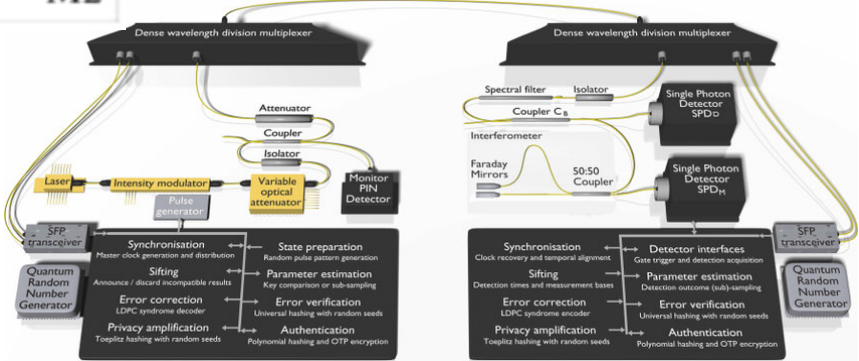 Dense wavelength division multiplexer
Attenuator
Coupler
Isolator
Laser
Intensity modulator
Variable
optical
attenuator
Monitor
PIN
Detector
Pulse
generator
SFP
transceiver
Quantum
Random
Number
Generator
Synchronisation
Master clock generation and distribution
Sifting
Announce / discard incompatible results
Error correction
LDPC syndrome decoder
Privacy amplification
Toeplitz hashing with random seeds
State preparation
Random pulse pattern generation
Parameter estimation
Key comparison or sub-sampling
Error verification
Universal hashing with random seeds
Authentication
Polynomial hashing and OTP encryption
Dense wavelength division multiplexer
Spectral filter
Isolator
Coupler CB
Single Photon
Detector
SPDD
Interferometer
Faraday
Mirrors
50:50
Coupler
Single Photon
Detector
SPDM
SFP
transceiver
Quantum
Random
Number
Generator
Synchronisation
Clock recovery and temporal alignment
Sifting
Detection times and measurement bases
Error correction
LDPC syndrome encoder
Privacy amplification
Toeplitz hashing with random seeds
Detector interfaces
Gate trigger and detection acquisition
Parameter estimation
Detection outcome (sub)-sampling
Error verification
Universal hashing with random seeds
Authentication
Polynomial hashing and OTP encryption